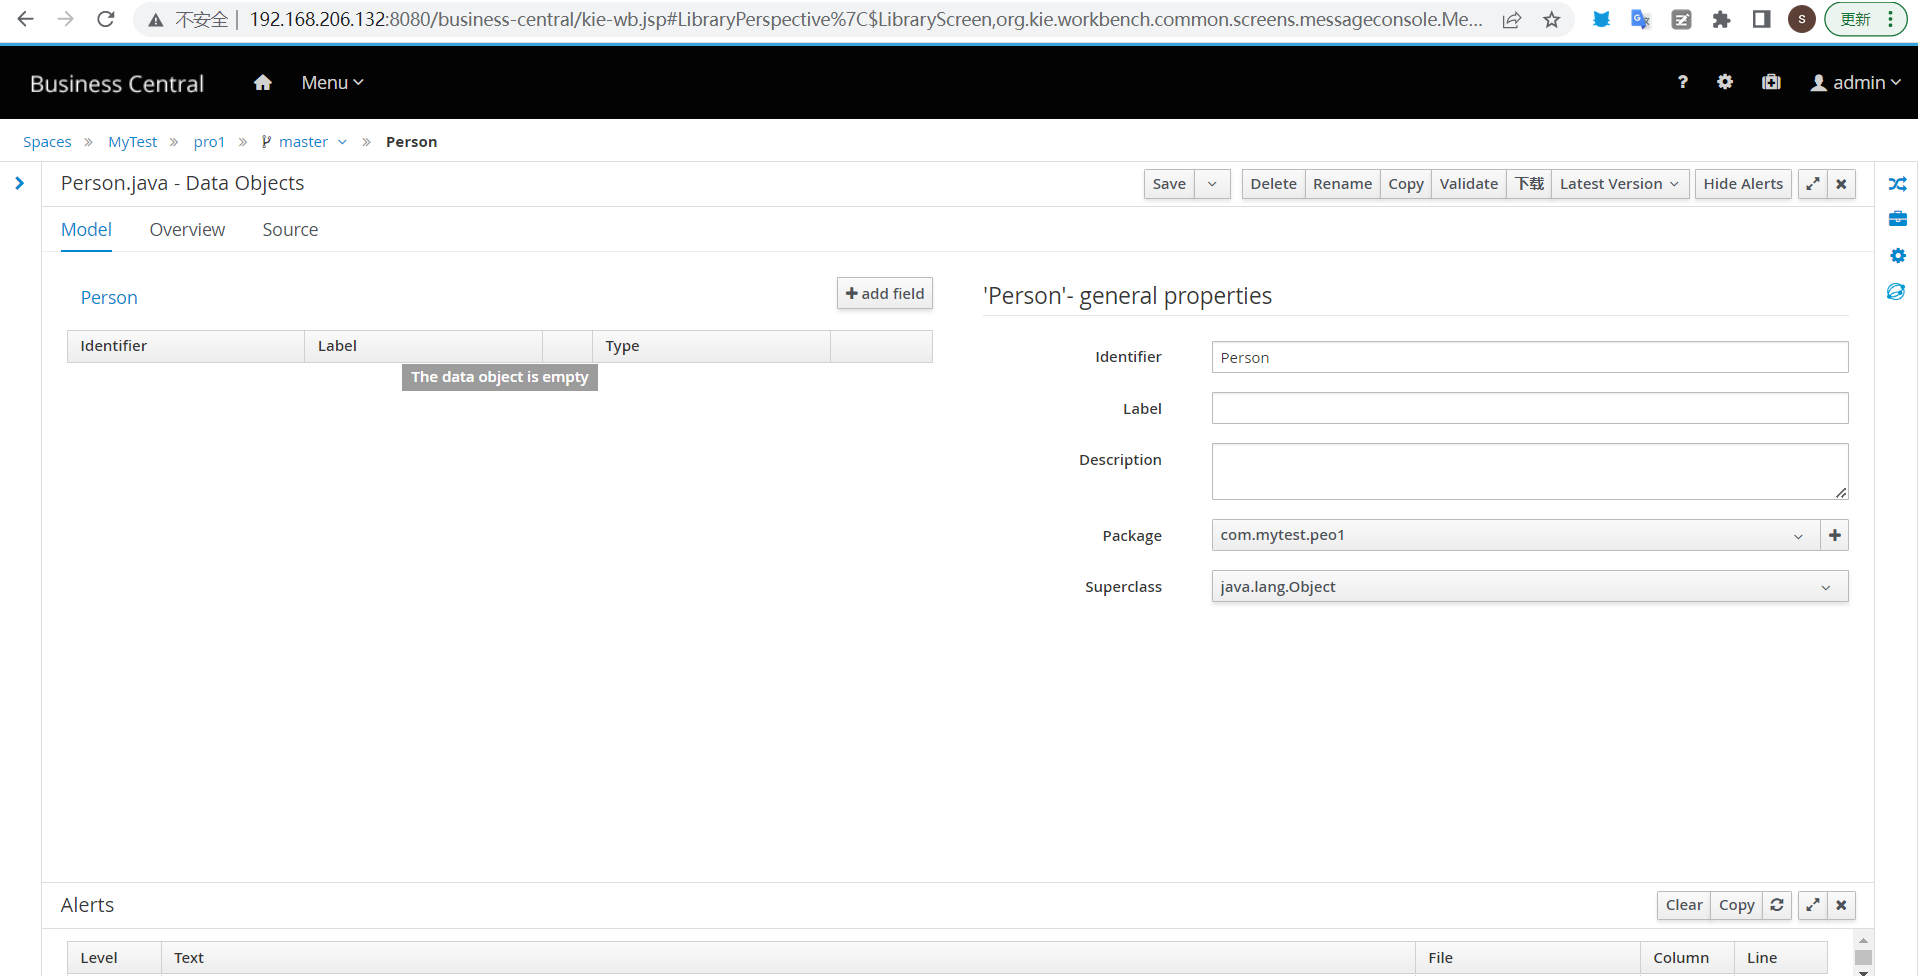 不安全 | 192.168.206.132:8080/business-central/kie-wb.jsp#LibraryPerspective%7C$LibraryScreen,org.kie.workbench.common.screens.messageconsole.Me... S 更新
Business Central Menu ? admin
Spaces » MyTest » pro1 » master » Person
Person.java - Data Objects Save Delete Rename Copy Validate 下载 Latest Version Hide Alerts
Model Overview Source
Person + add field
'Person'- general properties
Identifier Label Type
The data object is empty
Identifier Person
Label
Description
Package com.mytest.peo1 +
Superclass java.lang.Object
Alerts Clear Copy
Level Text File Column Line